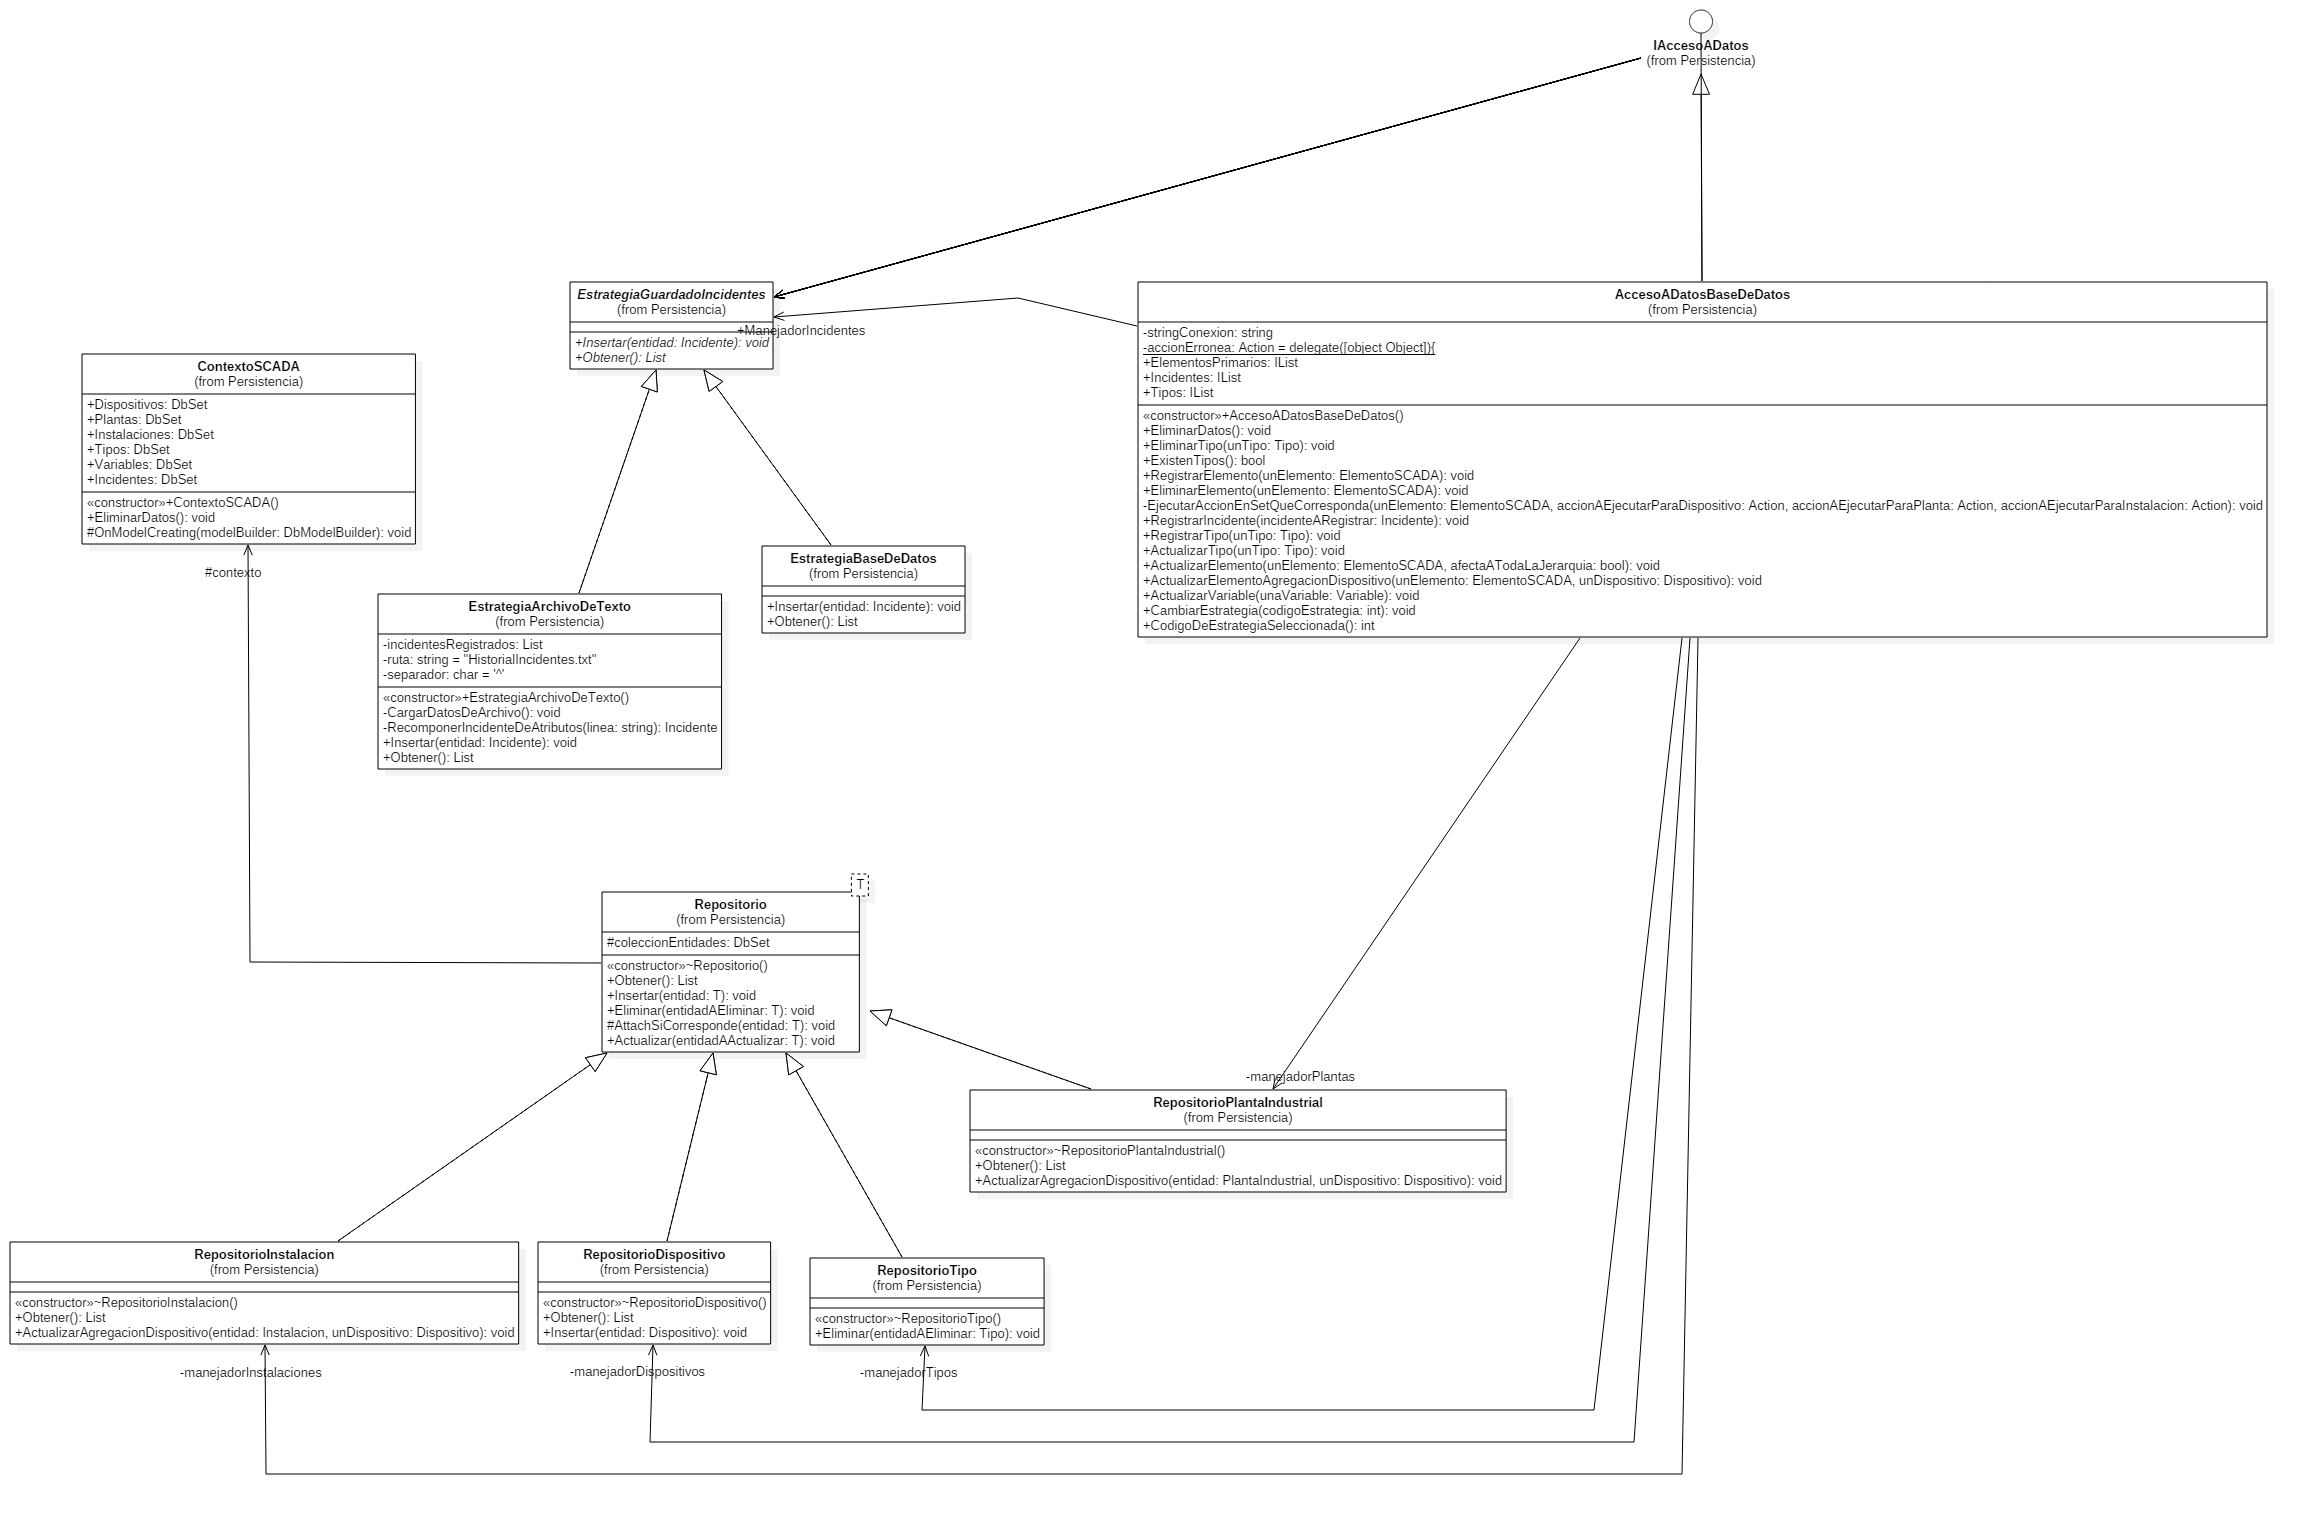 IAccesoADatos
(from Persistencia)
EstrategiaGuardadoIncidentes
(from Persistencia)
+Insertar(entidad: Incidente): void
+Obtener(): List
+ManejadorIncidentes
AccesoADatosBaseDeDatos
(from Persistencia)
-stringConexion: string
-accionErronea: Action = delegate([object Object]){
+ElementosPrimarios: IList
+Incidentes: IList
+Tipos: IList
«constructor»+AccesoADatosBaseDeDatos()
+EliminarDatos(): void
+EliminarTipo(unTipo: Tipo): void
+ExistenTipos(): bool
+RegistrarElemento(unElemento: ElementoSCADA): void
+EliminarElemento(unElemento: ElementoSCADA): void
-EjecutarAccionEnSetQueCorresponda(unElemento: ElementoSCADA, accionAEjecutarParaDispositivo: Action, accionAEjecutarParaPlanta: Action, accionAEjecutarParaInstalacion: Action): void
+RegistrarIncidente(incidenteARegistrar: Incidente): void
+RegistrarTipo(unTipo: Tipo): void
+ActualizarTipo(unTipo: Tipo): void
+ActualizarElemento(unElemento: ElementoSCADA, afectaATodaLaJerarquia: bool): void
+ActualizarElementoAgregacionDispositivo(unElemento: ElementoSCADA, unDispositivo: Dispositivo): void
+ActualizarVariable(unaVariable: Variable): void
+CambiarEstrategia(codigoEstrategia: int): void
+CodigoDeEstrategiaSeleccionada(): int
ContextoSCADA
(from Persistencia)
+Dispositivos: DbSet
+Plantas: DbSet
+Instalaciones: DbSet
+Tipos: DbSet
+Variables: DbSet
+Incidentes: DbSet
«constructor»+ContextoSCADA()
+EliminarDatos(): void
#OnModelCreating(modelBuilder: DbModelBuilder): void
#contexto
EstrategiaBaseDeDatos
(from Persistencia)
+Insertar(entidad: Incidente): void
+Obtener(): List
EstrategiaArchivoDeTexto
(from Persistencia)
-incidentesRegistrados: List
-ruta: string = "HistorialIncidentes.txt"
-separador: char = '^'
«constructor»+EstrategiaArchivoDeTexto()
-CargarDatosDeArchivo(): void
-RecomponerIncidenteDeAtributos(linea: string): Incidente
+Insertar(entidad: Incidente): void
+Obtener(): List
T
Repositorio
(from Persistencia)
#coleccionEntidades: DbSet
«constructor»~Repositorio()
+Obtener(): List
+Insertar(entidad: T): void
+Eliminar(entidadAEliminar: T): void
#AttachSiCorresponde(entidad: T): void
+Actualizar(entidadAActualizar: T): void
-manejadorPlantas
RepositorioPlantaIndustrial
(from Persistencia)
«constructor»~RepositorioPlantaIndustrial()
+Obtener(): List
+ActualizarAgregacionDispositivo(entidad: PlantaIndustrial, unDispositivo: Dispositivo): void
RepositorioInstalacion
(from Persistencia)
«constructor»~RepositorioInstalacion()
+Obtener(): List
+ActualizarAgregacionDispositivo(entidad: Instalacion, unDispositivo: Dispositivo): void
-manejadorInstalaciones
RepositorioDispositivo
(from Persistencia)
«constructor»~RepositorioDispositivo()
+Obtener(): List
+Insertar(entidad: Dispositivo): void
-manejadorDispositivos
RepositorioTipo
(from Persistencia)
«constructor»~RepositorioTipo()
+Eliminar(entidadAEliminar: Tipo): void
-manejadorTipos